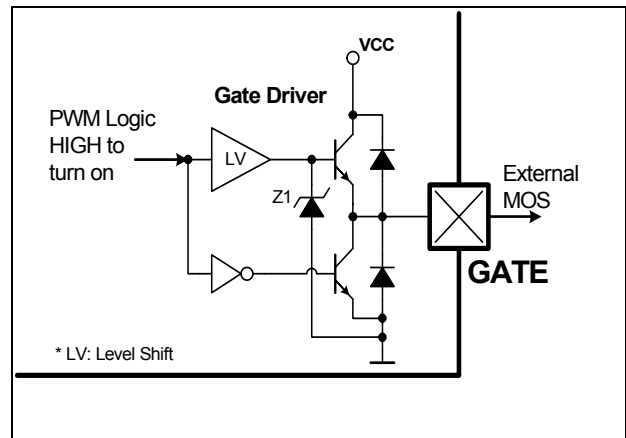 VCC
Gate Driver
PWM Logic
HIGH to
turn on
LV
Z1
External
MOS
GATE
* LV: Level Shift